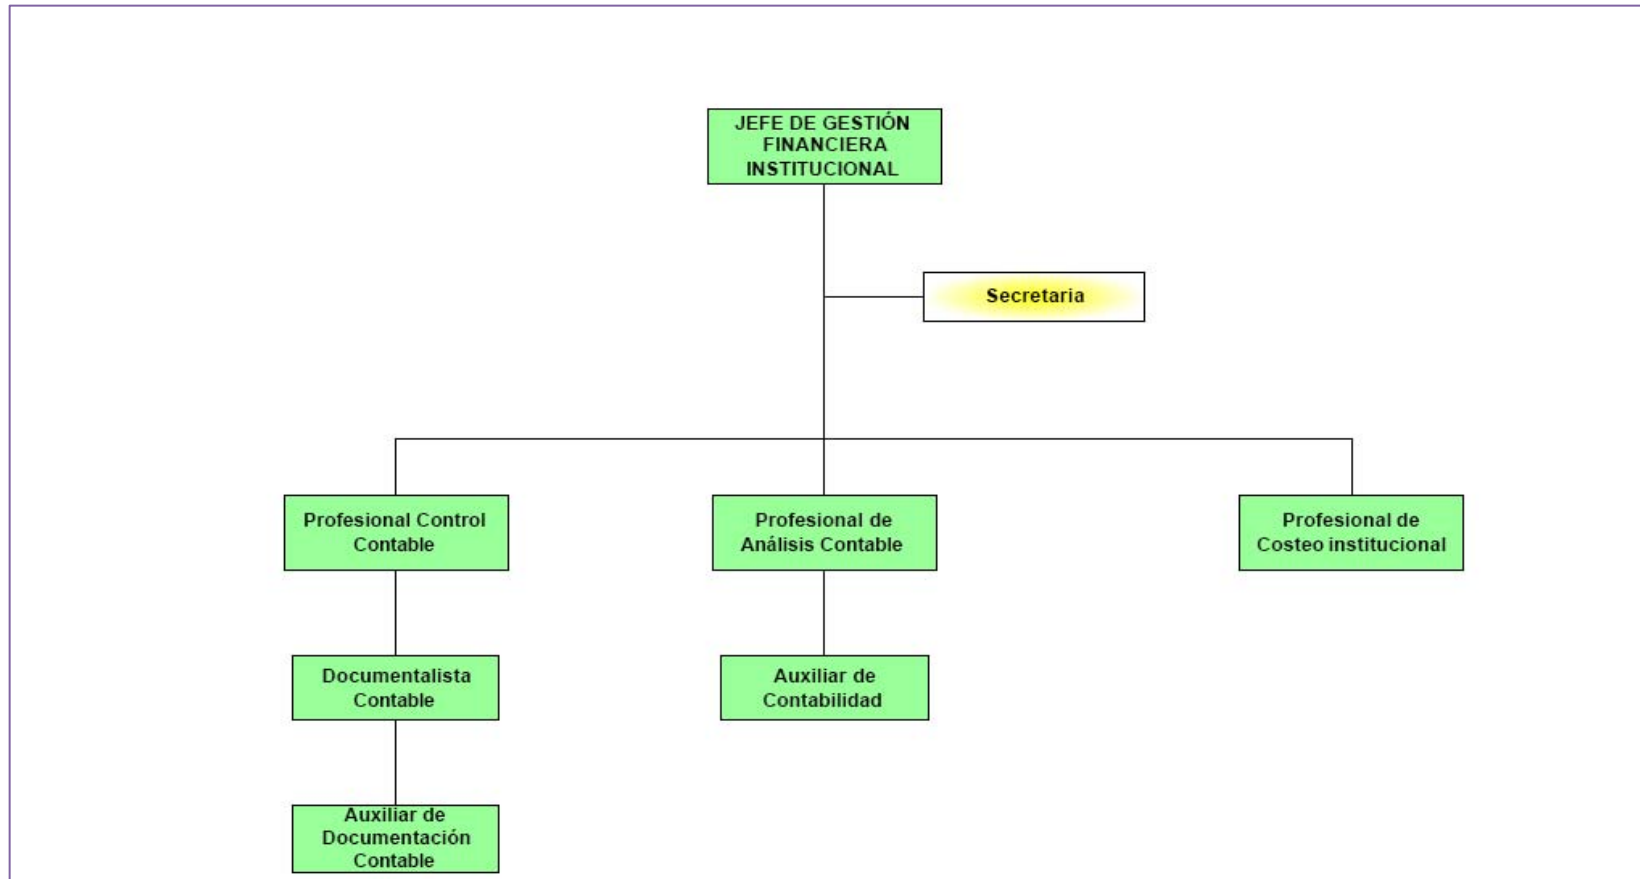 JEFE DE GESTIÓN
FINANCIERA
INSTITUCIONAL
Secretaria
Profesional Control
Contable
Profesional de
Análisis Contable
Profesional de
Costeo institucional
Documentalista
Contable
Auxiliar de
Contabilidad
Auxiliar de
Documentación
Contable